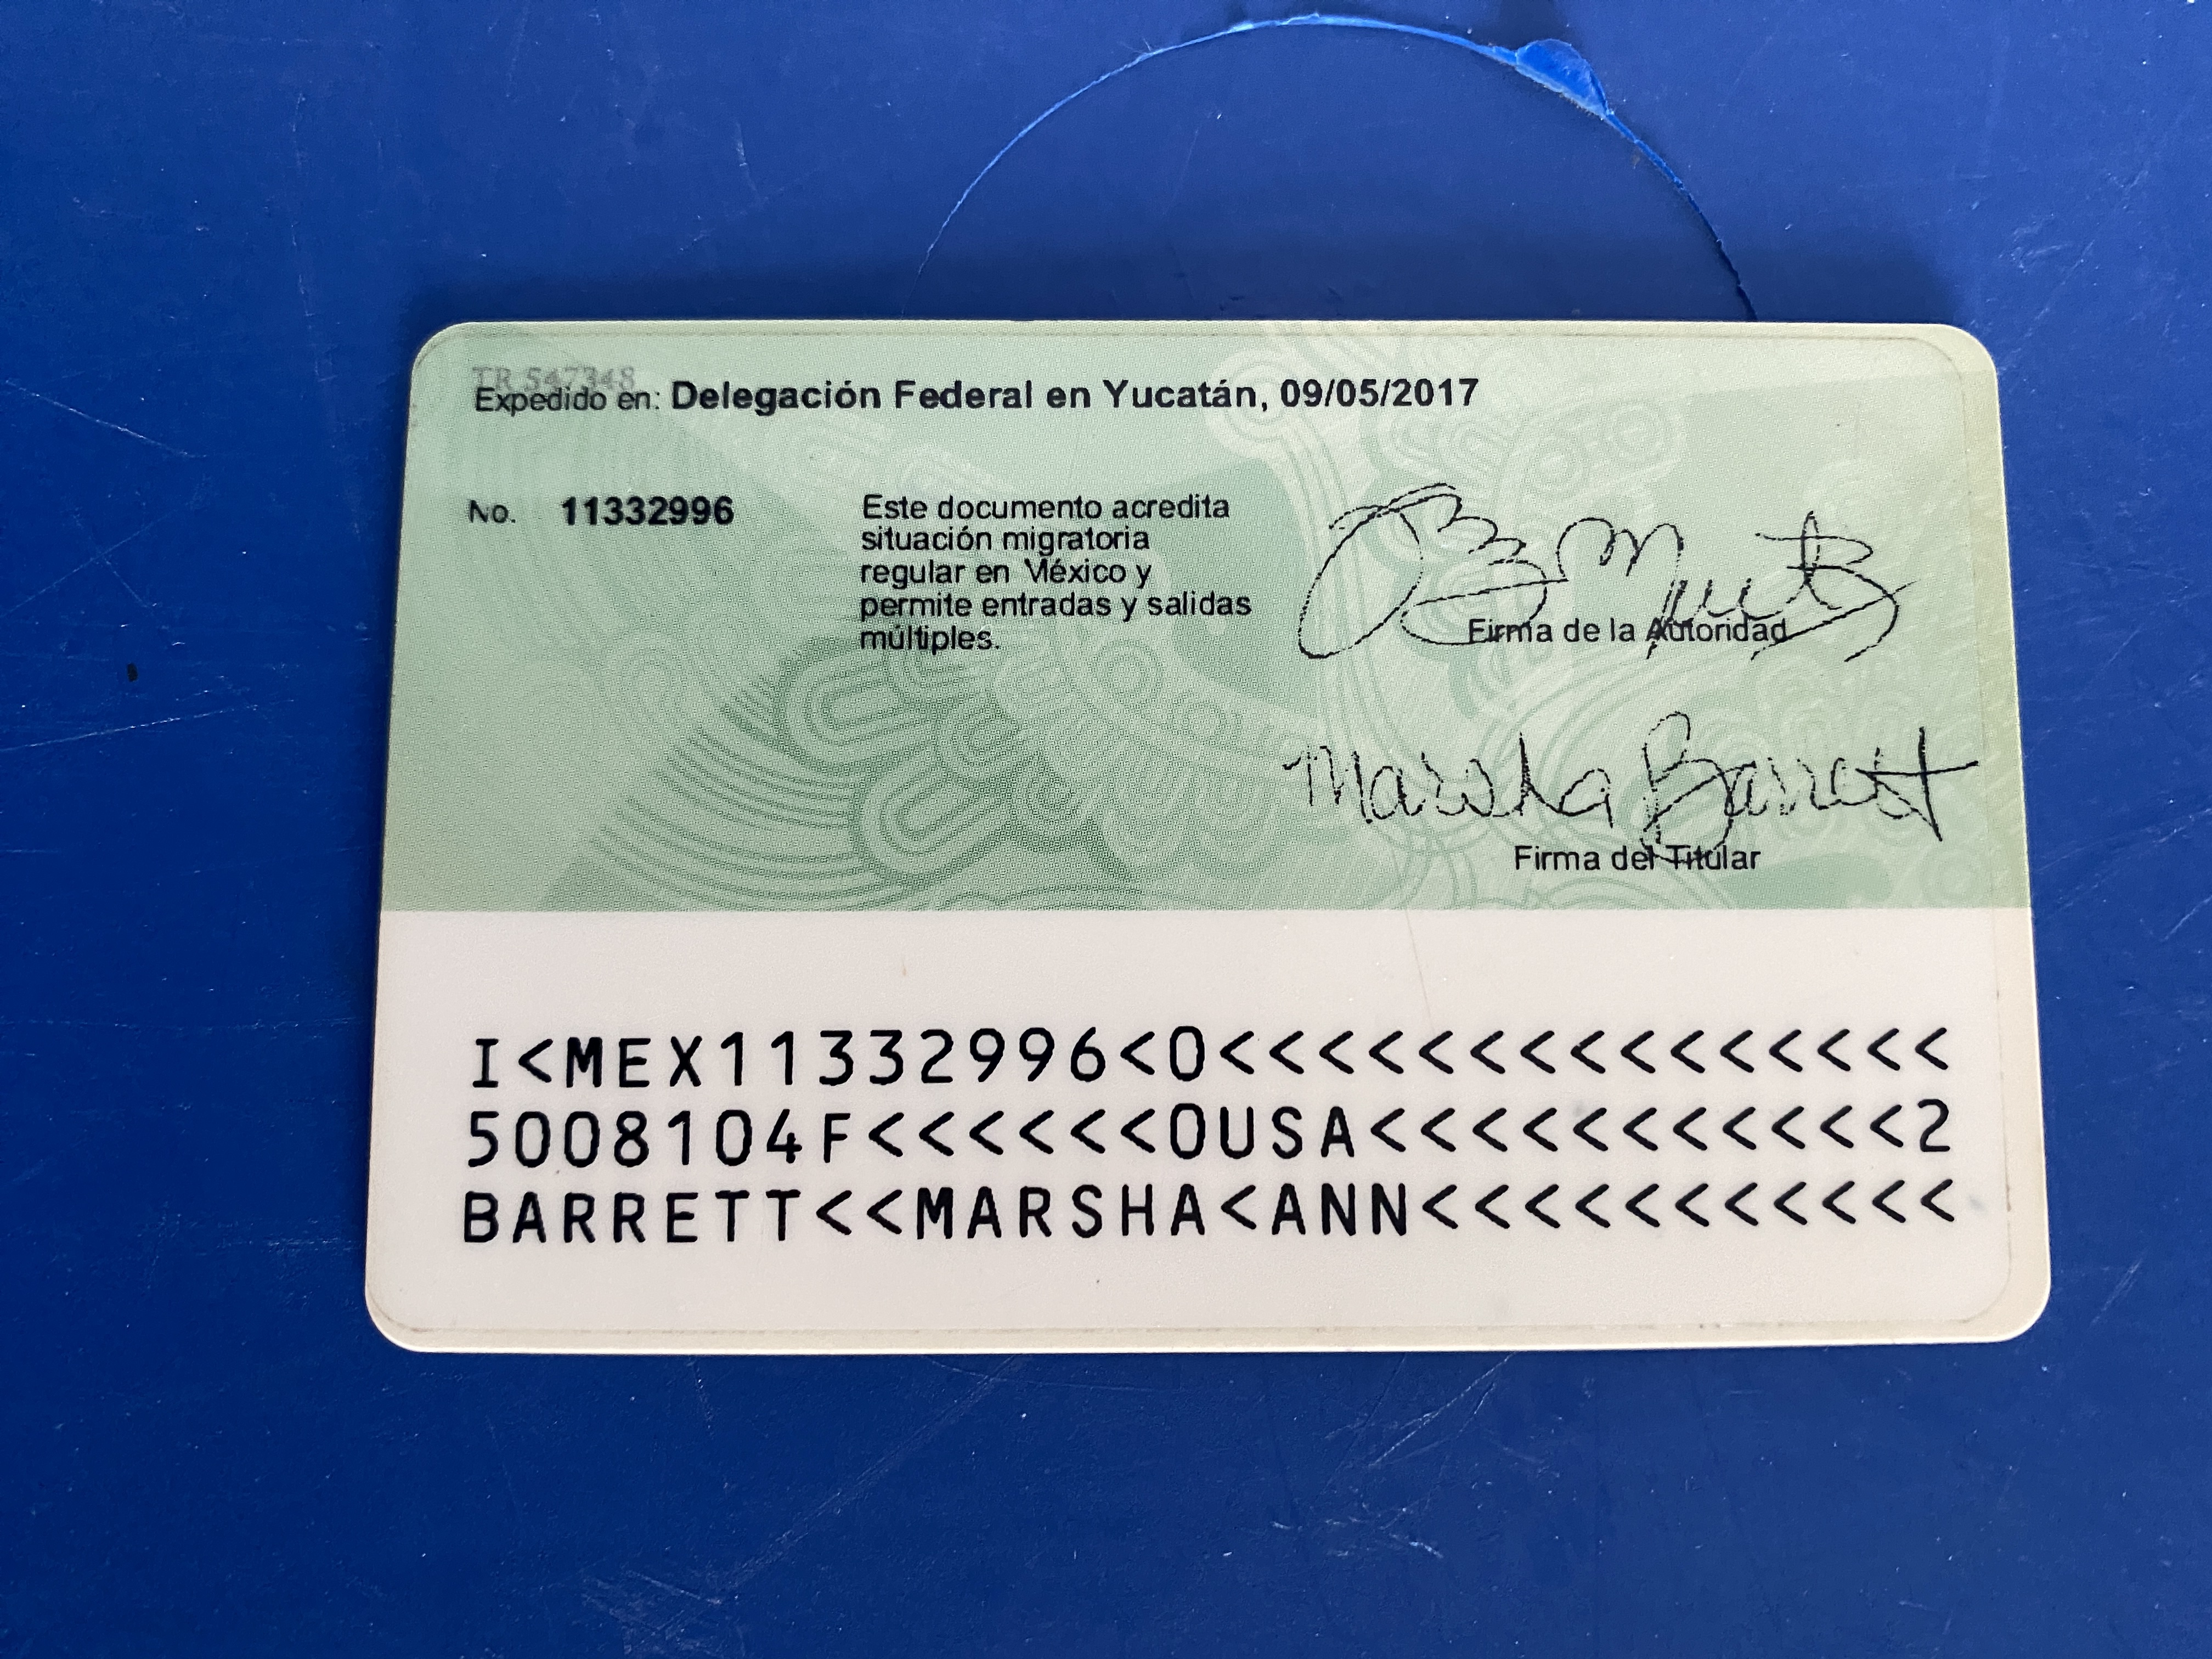 TR 547348
Expedido en: Delegación Federal en Yucatán, 09/05/2017
No. 11332996
Este documento acredita
situación migratoria
regular en México y
permite entradas y salidas
múltiples.
Firma de la Autoridad
Marsha Barrett
Firma del Titular
I<MEX11332996<0<<<<<<<<<<<<<<<
5008104F<<<<<<0USA<<<<<<<<<<<2
BARRETT<<MARSHA<ANN<<<<<<<<<<<